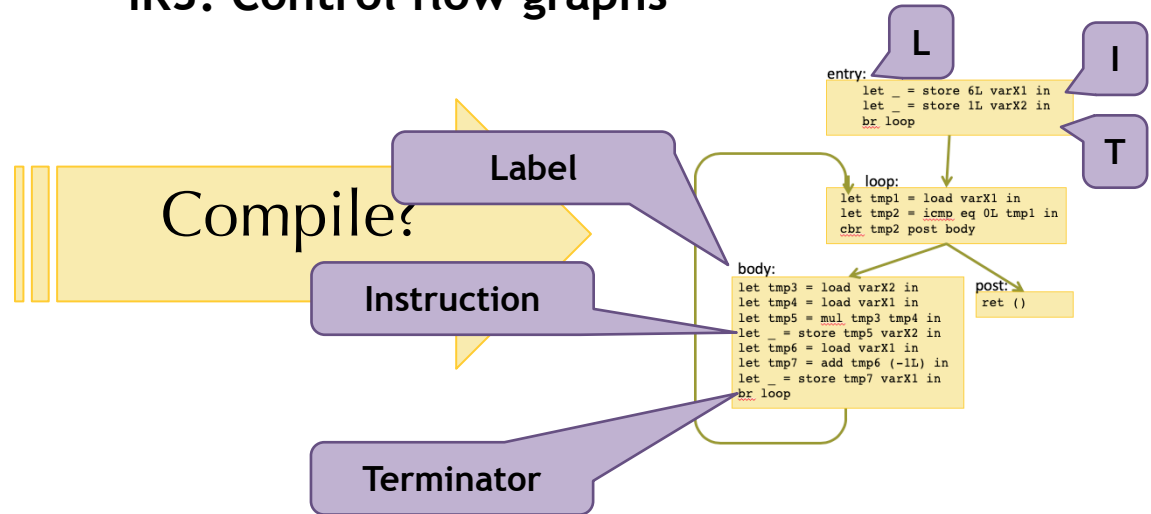 IR3: Control flow graphs
Compile?
Label
Instruction
Terminator
L
I
T
entry:
let _ = store 6L varX1 in
let _ = store 1L varX2 in
br loop
loop:
let tmp1 = load varX1 in
let tmp2 = icmp eq 0L tmp1 in
cbr tmp2 post body
body:
let tmp3 = load varX2 in
let tmp4 = load varX1 in
let tmp5 = mul tmp3 tmp4 in
let _ = store tmp5 varX2 in
let tmp6 = load varX1 in
let tmp7 = add tmp6 (-1L) in
let _ = store tmp7 varX1 in
br loop
post:
ret ()